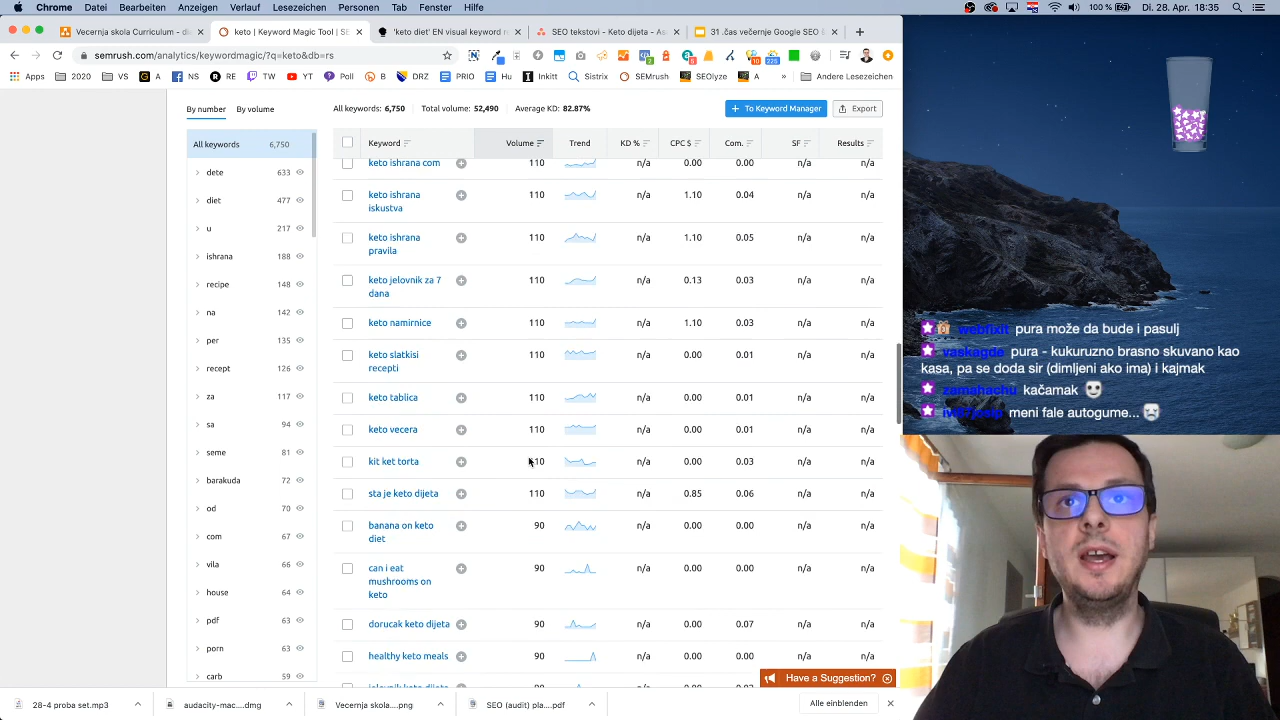 Chrome Datei Bearbeiten Anzeigen Verlauf Lesezeichen Personen Tab Fenster Hilfe
100 % Di. 28. Apr. 18:35
Vecernja skola Curriculum - di
keto | Keyword Magic Tool | SE
'keto diet' EN visual keyword r
SEO tekstovi - Keto dijeta - As
31 .čas večernje Google SEO š
semrush.com/analytics/keywordmagic/?q=keto&db=rs
Apps 2020 VS A NS RE TW YT Poll B DRZ PRIO Hu Inkitt Sistrix SEMrush SEOlyze A » Andere Lesezeichen
By number By volume
All keywords: 6,750 Total volume: 52,490 Average KD: 82.87%
+ To Keyword Manager Export
All keywords 6,750
dete 633
diet 477
u 217
ishrana 188
recipe 148
na 142
per 135
recept 126
za 117
sa 94
seme 81
barakuda 72
od 70
com 67
vila 66
house 64
pdf 63
porn 63
carb 59
Keyword Volume Trend KD % CPC $ Com. SF Results
keto ishrana com 110 n/a 0.00 0.00 n/a n/a
keto ishrana
iskustva 110 n/a 1.10 0.04 n/a n/a
keto ishrana
pravila 110 n/a 1.10 0.05 n/a n/a
keto jelovnik za 7
dana 110 n/a 0.13 0.03 n/a n/a
keto namirnice 110 n/a 1.10 0.03 n/a n/a
keto slatkisi
recepti 110 n/a 0.00 0.01 n/a n/a
keto tablica 110 n/a 0.00 0.01 n/a n/a
keto vecera 110 n/a 0.00 0.01 n/a n/a
kit ket torta 110 n/a 0.00 0.03 n/a n/a
sta je keto dijeta 110 n/a 0.85 0.06 n/a n/a
banana on keto
diet 90 n/a 0.00 0.00 n/a n/a
can i eat
mushrooms on
keto 90 n/a 0.00 0.00 n/a n/a
dorucak keto dijeta 90 n/a 0.00 0.07 n/a n/a
healthy keto meals 90 n/a 0.00 0.00 n/a n/a
Have a Suggestion?
28-4 proba set.mp3
audacity-mac....dmg
Vecernja skola....png
SEO (audit) pla....pdf
Alle einblenden
webfixit pura može da bude i pasulj
vaskagde pura - kukuruzno brasno skuvano kao
kasa, pa se doda sir (dimljeni ako ima) i kajmak
zamahachu kačamak
meni fale autogume...